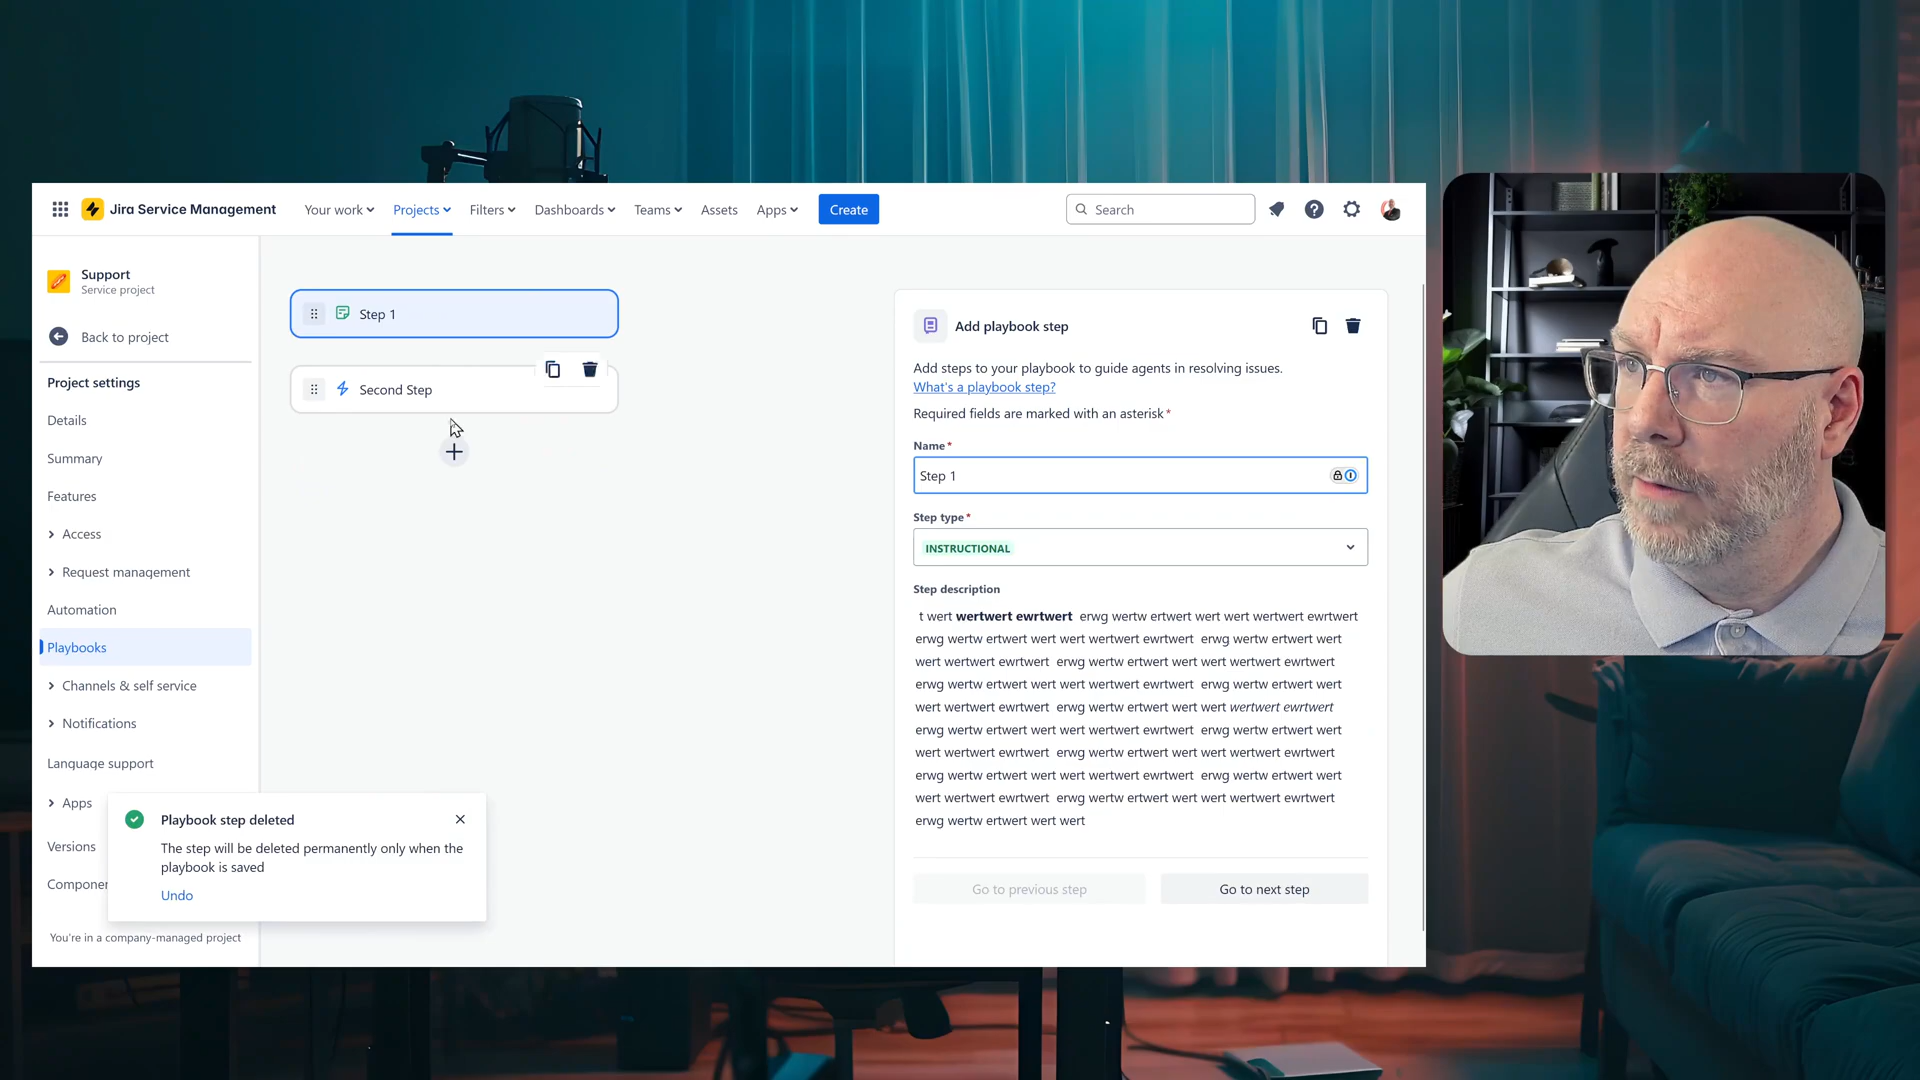 Jira Service Management
Your work
Projects
Filters
Dashboards
Teams
Assets
Apps
Create
Search
Support
Service project
Back to project
Project settings
Details
Summary
Features
Access
Request management
Automation
Playbooks
Channels & self service
Notifications
Language support
Apps
Versions
Componen
You're in a company-managed project
Step 1
Second Step
Playbook step deleted
The step will be deleted permanently only when the
playbook is saved
Undo
Add playbook step
Add steps to your playbook to guide agents in resolving issues.
What's a playbook step?
Required fields are marked with an asterisk *
Name *
Step 1
Step type *
INSTRUCTIONAL
Step description
t wert wertwert ewrtwert erwg wertw ertwert wert wert wertwert ewrtwert
erwg wertw ertwert wert wert wertwert ewrtwert erwg wertw ertwert wert
wert wertwert ewrtwert erwg wertw ertwert wert wert wertwert ewrtwert
erwg wertw ertwert wert wert wertwert ewrtwert erwg wertw ertwert wert
wert wertwert ewrtwert erwg wertw ertwert wert wert wertwert ewrtwert
erwg wertw ertwert wert wert wertwert ewrtwert erwg wertw ertwert wert
wert wertwert ewrtwert erwg wertw ertwert wert wert wertwert ewrtwert
erwg wertw ertwert wert wert wertwert ewrtwert erwg wertw ertwert wert
wert wertwert ewrtwert erwg wertw ertwert wert wert wertwert ewrtwert
erwg wertw ertwert wert wert
Go to previous step
Go to next step